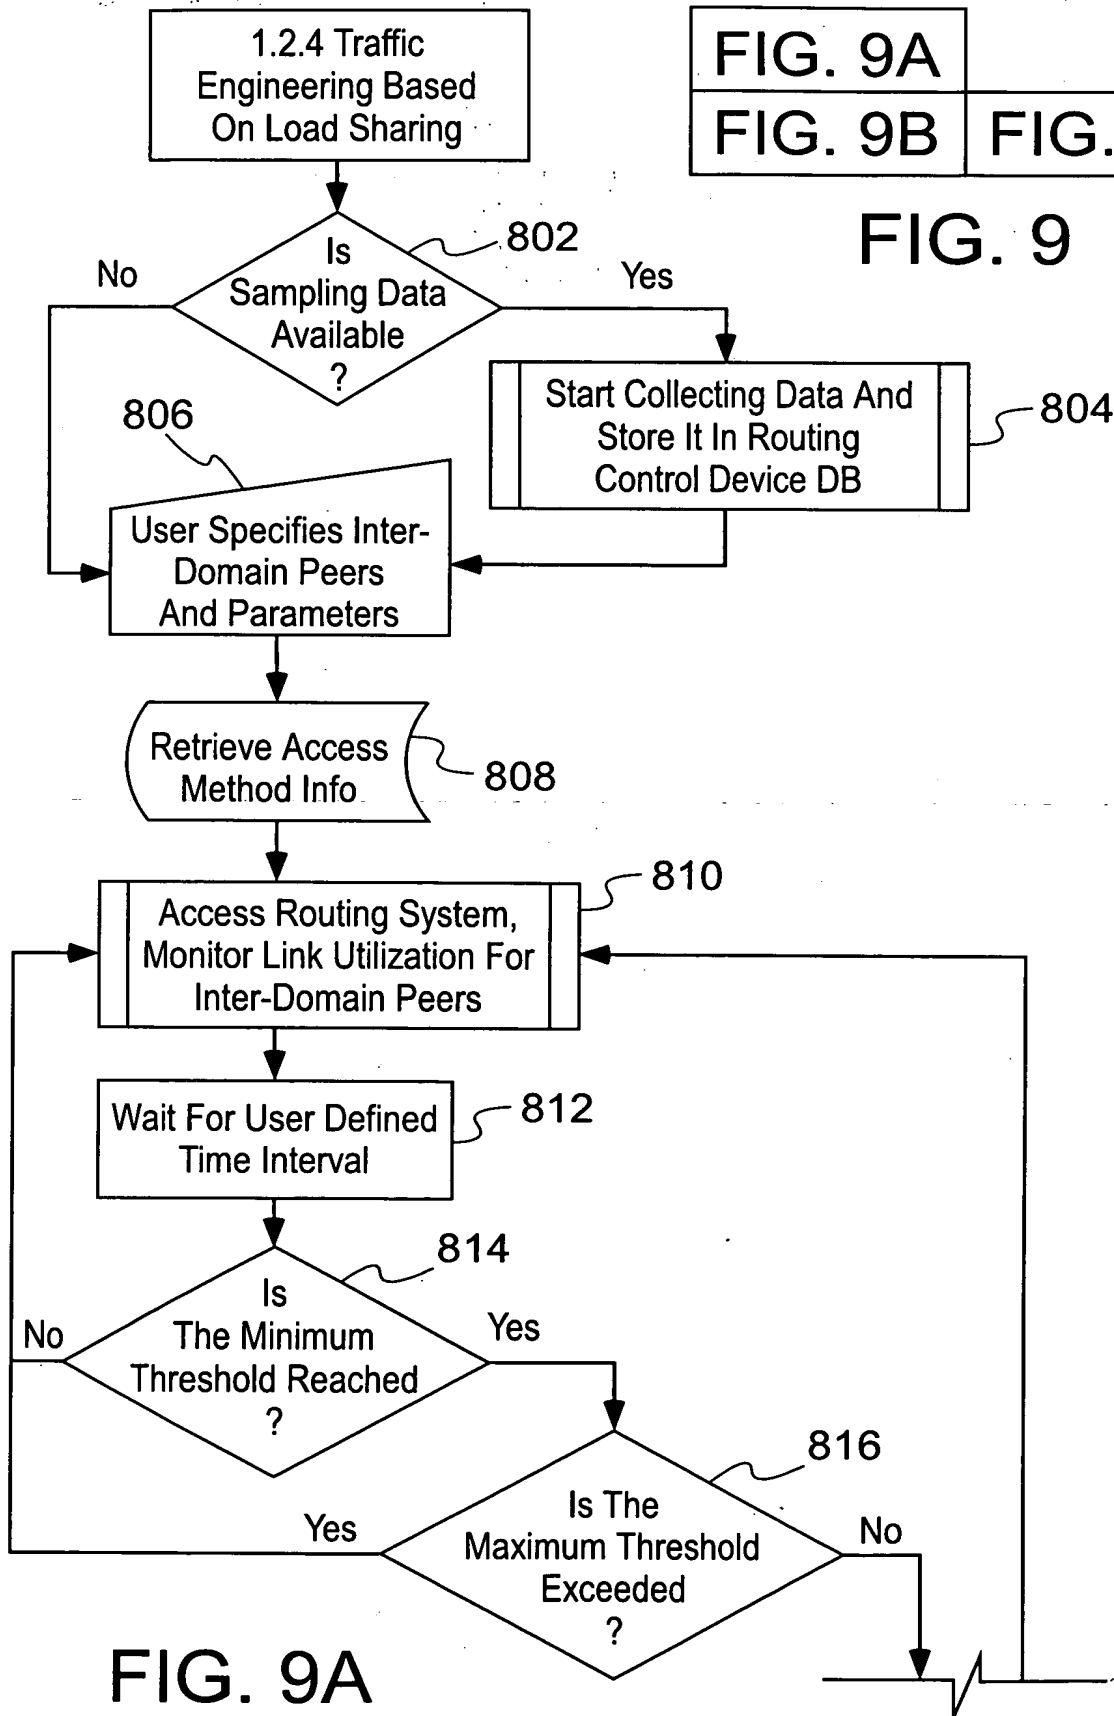 1.2.4 Traffic
Engineering Based
On Load Sharing
FIG. 9A
FIG. 9B
FIG.
FIG. 9
802
Is
Sampling Data
Available
?
No
Yes
Start Collecting Data And
Store It In Routing
Control Device DB
804
806
User Specifies Inter-
Domain Peers
And Parameters
Retrieve Access
Method Info
808
810
Access Routing System,
Monitor Link Utilization For
Inter-Domain Peers
Wait For User Defined
Time Interval
812
814
Is
The Minimum
Threshold Reached
?
No
Yes
816
Is The
Maximum Threshold
Exceeded
?
Yes
No
FIG. 9A